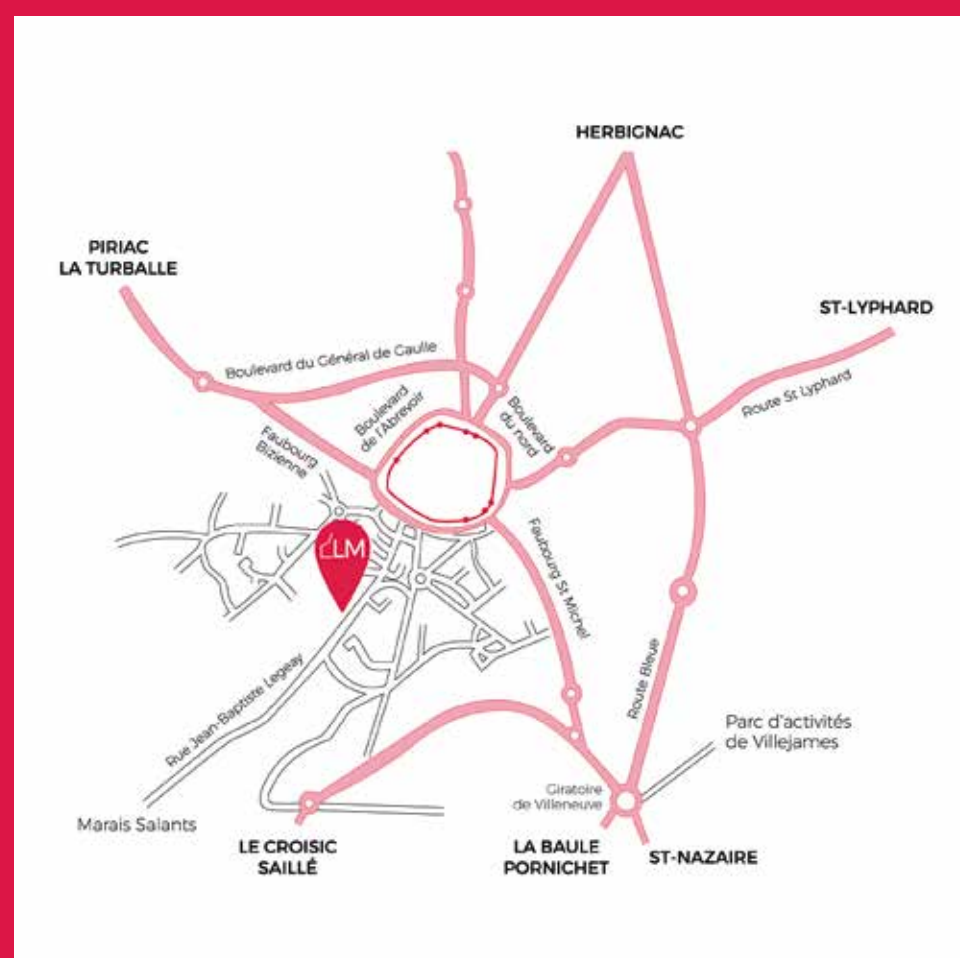 HERBIGNAC
PIRIAC
LA TURBALLE
ST-LYPHARD
Boulevard du Général de Gaulle
Route St Lyphard
Boulevard
de l'Abrevoir
Boulevard
du nord
Faubourg
Bizienne
LM
Faubourg St Michel
Route Bleue
Rue Jean-Baptiste Legeay
Parc d'activités
de Villejames
Giratoire
de Villeneuve
Marais Salants
LE CROISIC
SAILLÉ
LA BAULE
PORNICHET
ST-NAZAIRE